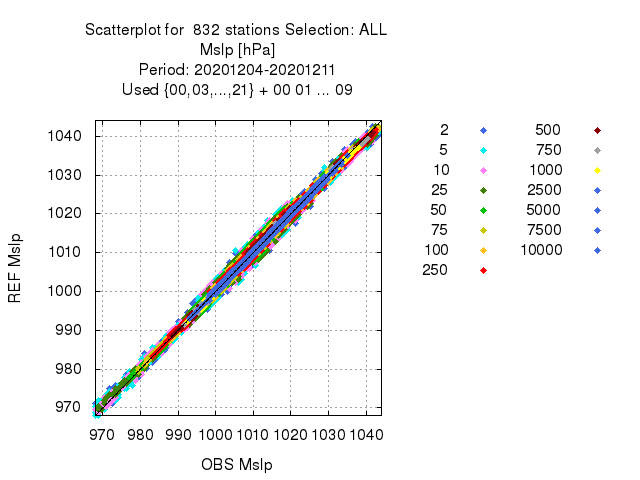 Scatterplot for 832 stations Selection: ALL
Mslp [hPa]
Period: 20201204-20201211
Used {00,03,...,21} + 00 01 ... 09
REF Mslp
1040
1030
1020
1010
1000
990
980
970
970 980 990 1000 1010 1020 1030 1040
OBS Mslp
2 500
5 750
10 1000
25 2500
50 5000
75 7500
100 10000
250